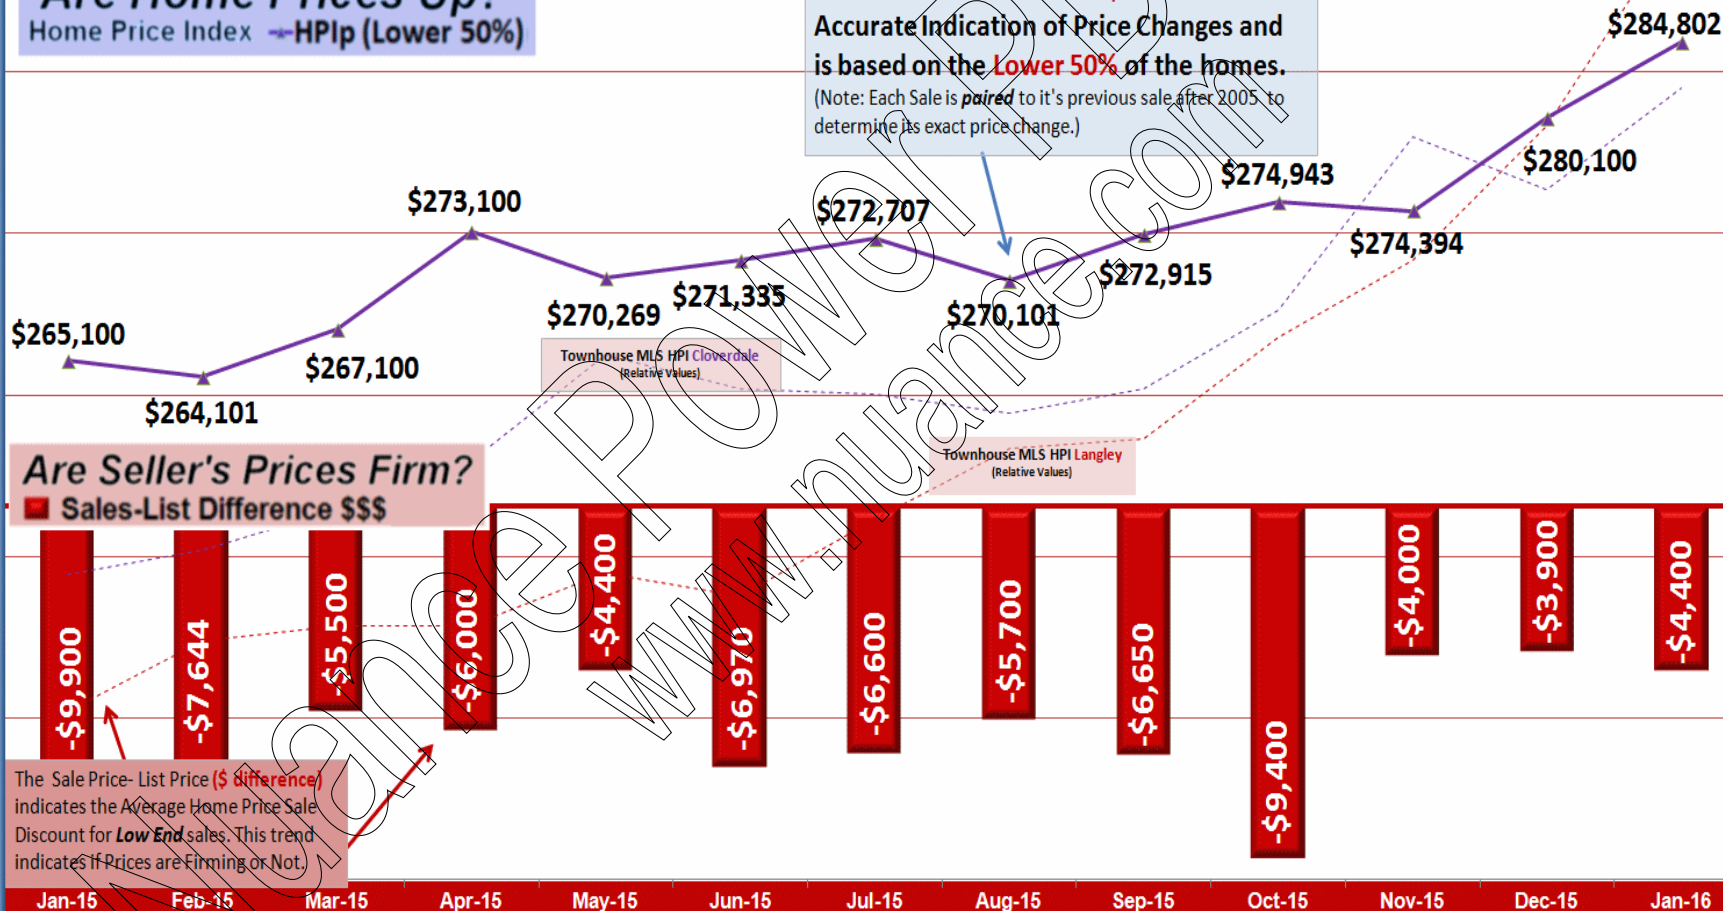 Are Home Prices Up?
Home Price Index HPIp (Lower 50%)
Accurate Indication of Price Changes and
is based on the Lower 50% of the homes.
(Note: Each Sale is paired to it's previous sale after 2005 to
determine its exact price change.)
$265,100
$264,101
$267,100
$273,100
$270,269
$271,335
$272,707
$270,101
$272,915
$274,943
$274,394
$280,100
$284,802
Townhouse MLS HPI Cloverdale
(Relative Values)
Townhouse MLS HPI Langley
(Relative Values)
Are Seller's Prices Firm?
Sales-List Difference $$$
-$9,900
-$7,644
-$5,500
-$6,000
-$4,400
-$6,970
-$6,600
-$5,700
-$6,650
-$9,400
-$4,000
-$3,900
-$4,400
The Sale Price- List Price ($ difference)
indicates the Average Home Price Sale
Discount for Low End sales. This trend
indicates if Prices are Firming or Not.
Jan-15 Feb-15 Mar-15 Apr-15 May-15 Jun-15 Jul-15 Aug-15 Sep-15 Oct-15 Nov-15 Dec-15 Jan-16
Nuance Power P
www.nuance.com